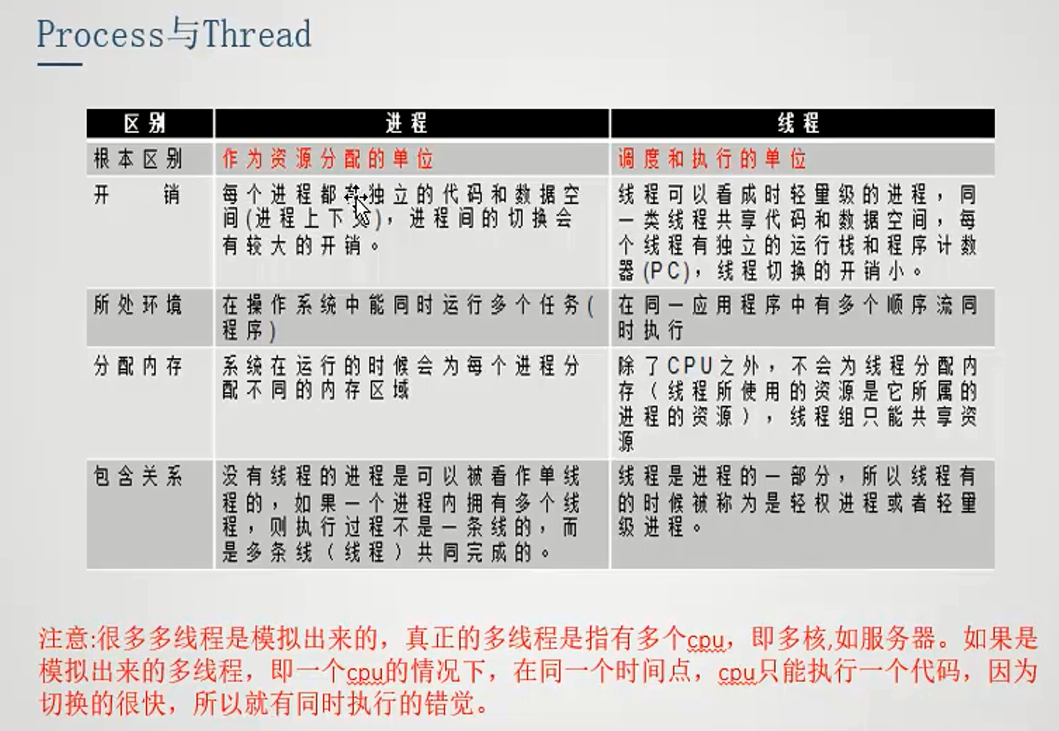 Process与Thread
区别 进程 线程
根本区别 作为资源分配的单位 调度和执行的单位
开 销
每个进程都有独立的代码和数据空
间(进程上下文)，进程间的切换会
有较大的开销。
线程可以看成时轻量级的进程，同
一类线程共享代码和数据空间，每
个线程有独立的运行栈和程序计数
器(PC)，线程切换的开销小。
所处环境
在操作系统中能同时运行多个任务(
程序)
在同一应用程序中有多个顺序流同
时执行
分配内存
系统在运行的时候会为每个进程分
配不同的内存区域
除了CPU之外，不会为线程分配内
存（线程所使用的资源是它所属的
进程的资源），线程组只能共享资
源
包含关系
没有线程的进程是可以被看作单线
程的，如果一个进程内拥有多个线
程，则执行过程不是一条线的，而
是多条线（线程）共同完成的。
线程是进程的一部分，所以线程有
的时候被称为是轻权进程或者轻量
级进程。
注意:很多多线程是模拟出来的，真正的多线程是指有多个cpu，即多核,如服务器。如果是
模拟出来的多线程，即一个cpu的情况下，在同一个时间点，cpu只能执行一个代码，因为
切换的很快，所以就有同时执行的错觉。